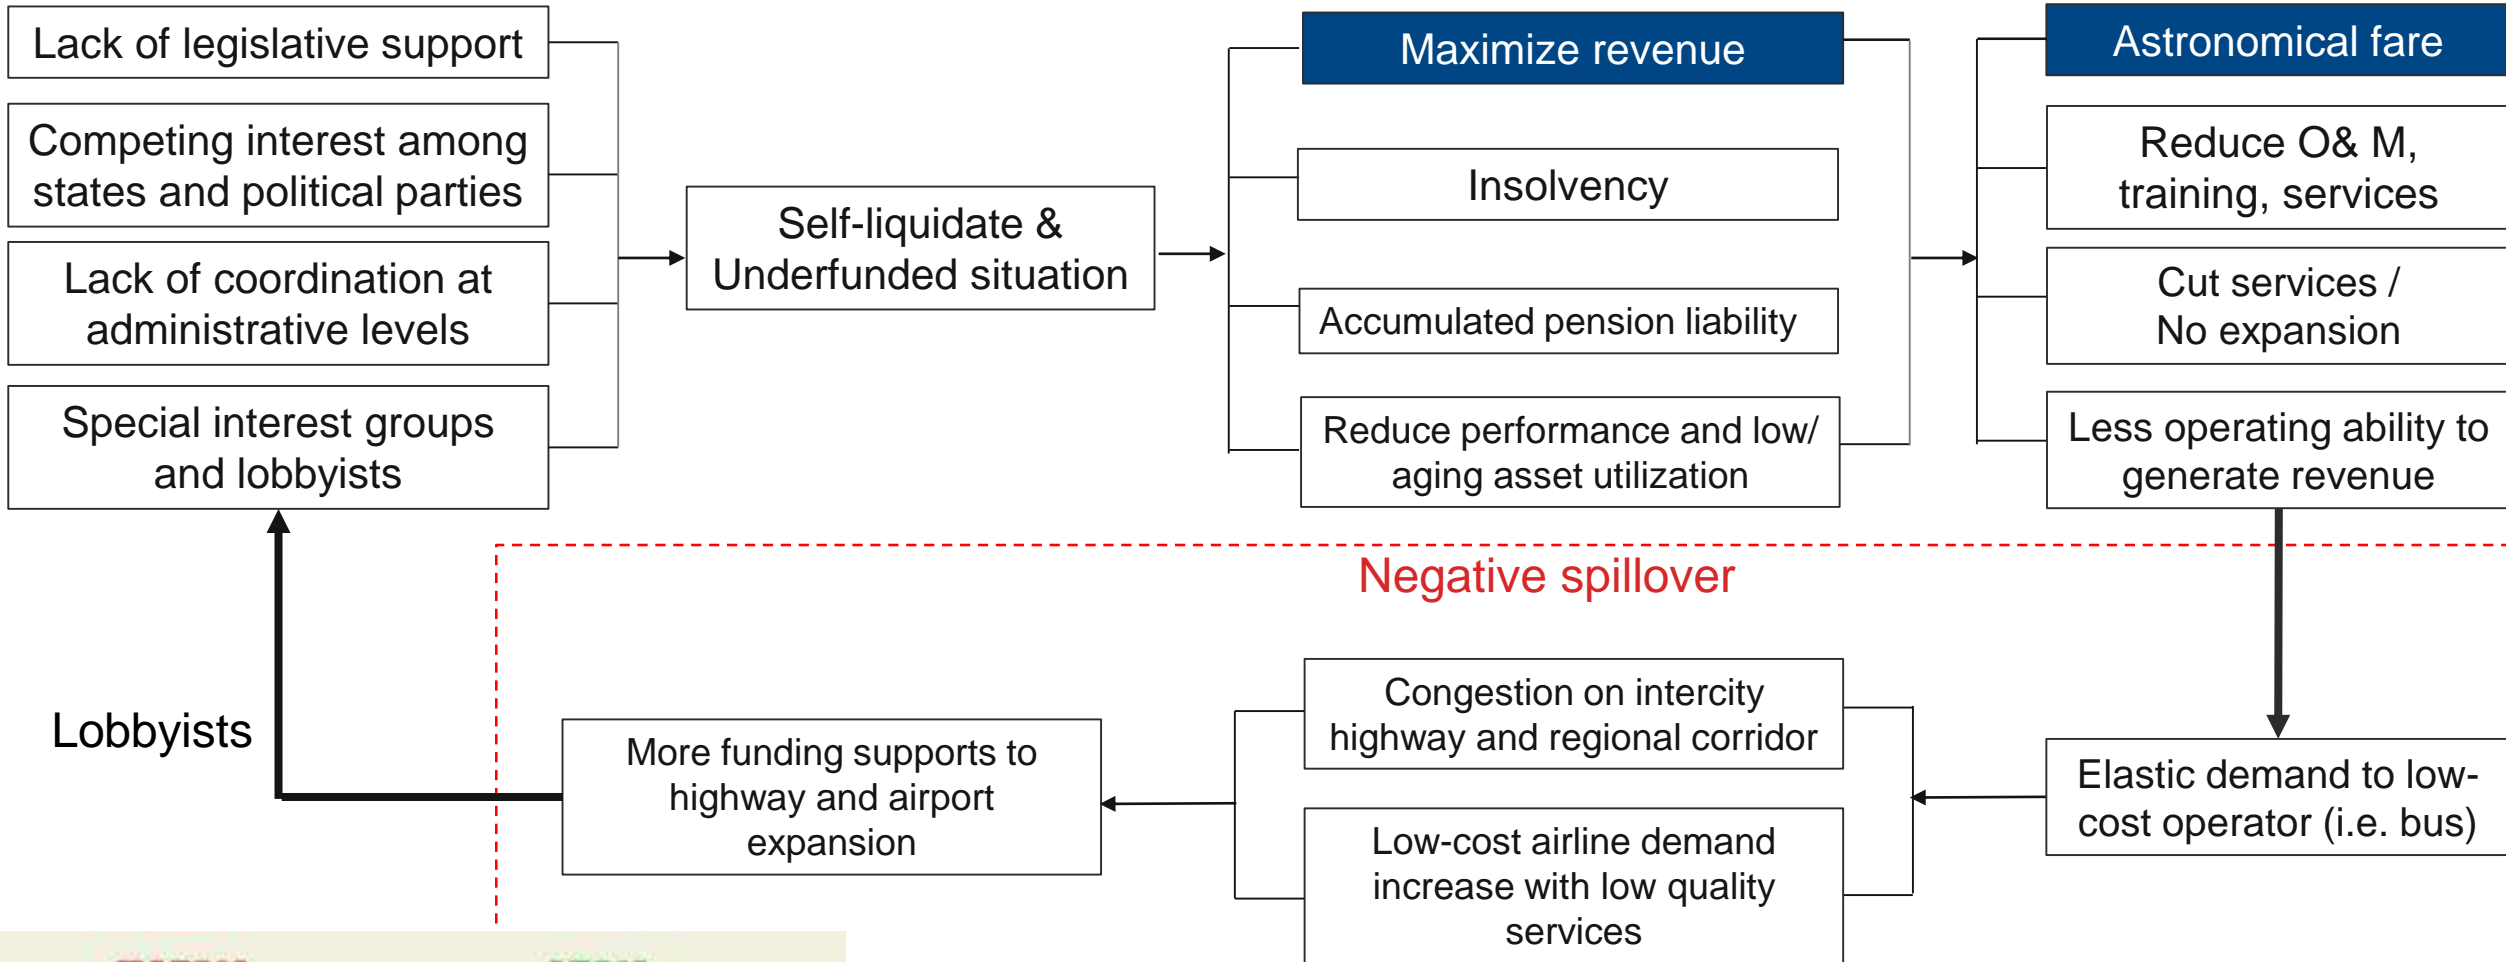 Lack of legislative support
Competing interest among
states and political parties
Lack of coordination at
administrative levels
Special interest groups
and lobbyists
Self-liquidate &
Underfunded situation
Maximize revenue
Insolvency
Accumulated pension liability
Reduce performance and low/
aging asset utilization
Astronomical fare
Reduce O& M,
training, services
Cut services /
No expansion
Less operating ability to
generate revenue
Negative spillover
Elastic demand to low-
cost operator (i.e. bus)
Congestion on intercity
highway and regional corridor
Low-cost airline demand
increase with low quality
services
More funding supports to
highway and airport
expansion
Lobbyists